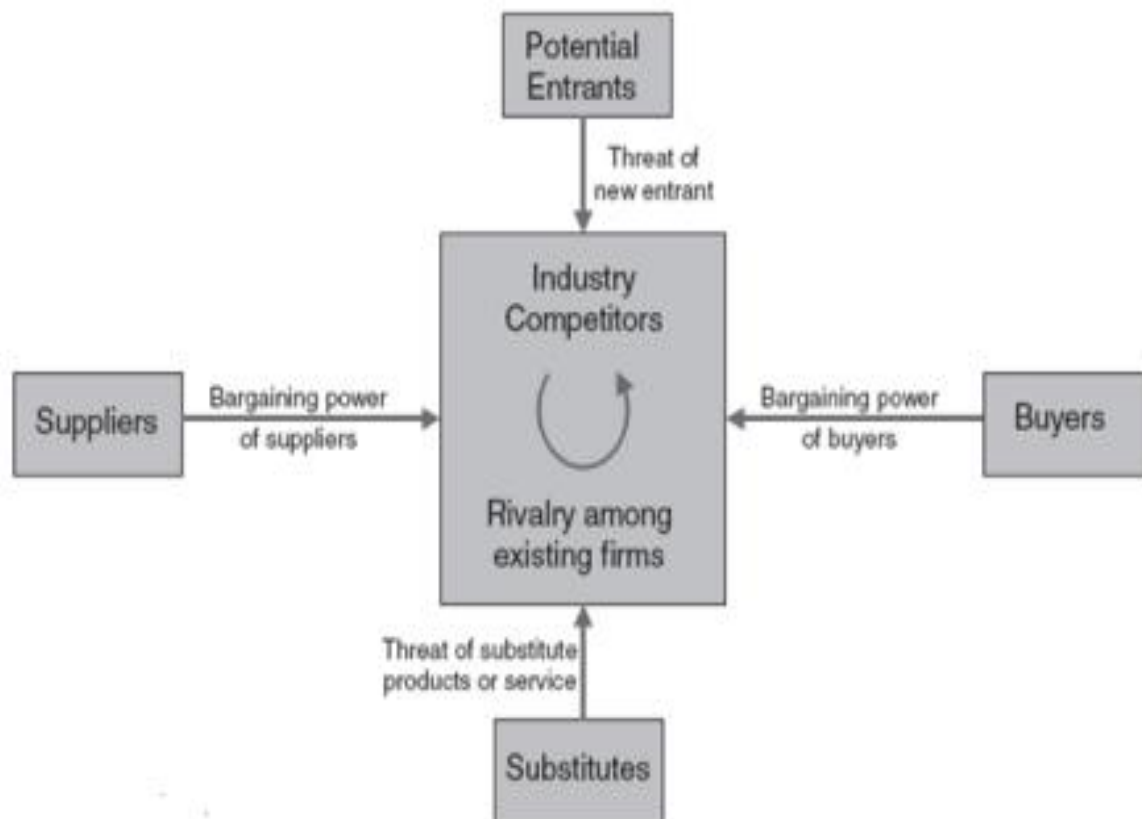 Potential
Entrants
Threat of
new entrant
Industry
Competitors
Suppliers
Bargaining power
of suppliers
Bargaining power
of buyers
Buyers
Rivalry among
existing firms
Threat of substitute
products or service
Substitutes